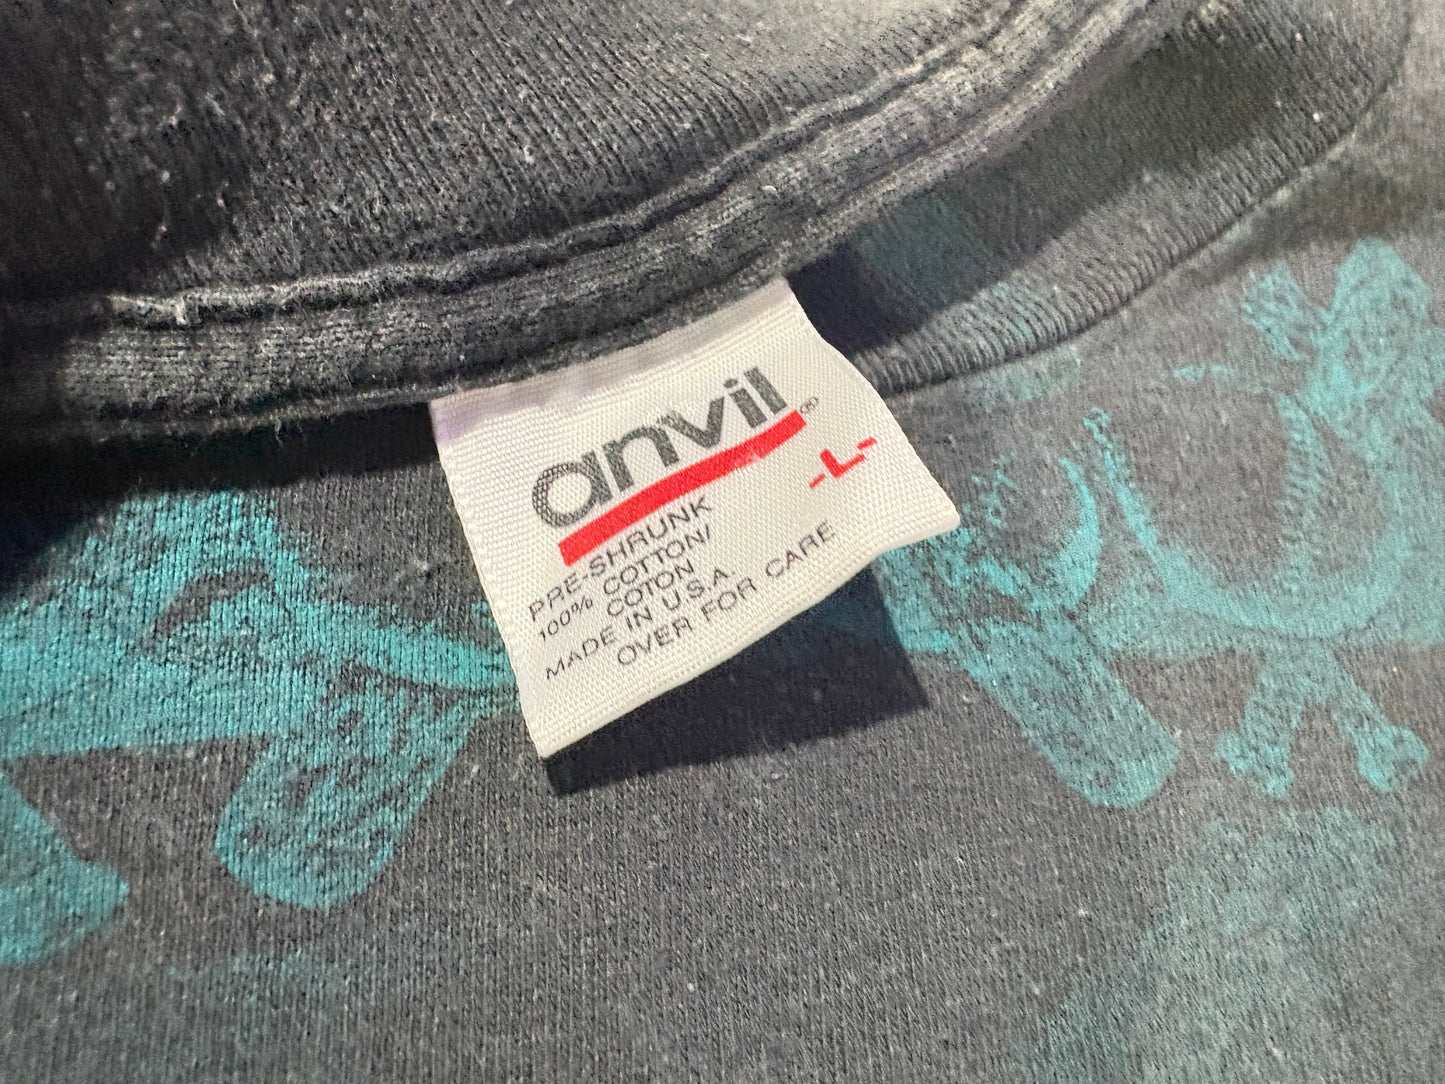 anvil®
-L-
PRE-SHRUNK
100% COTTON/
COTON
MADE IN U.S.A.
OVER FOR CARE